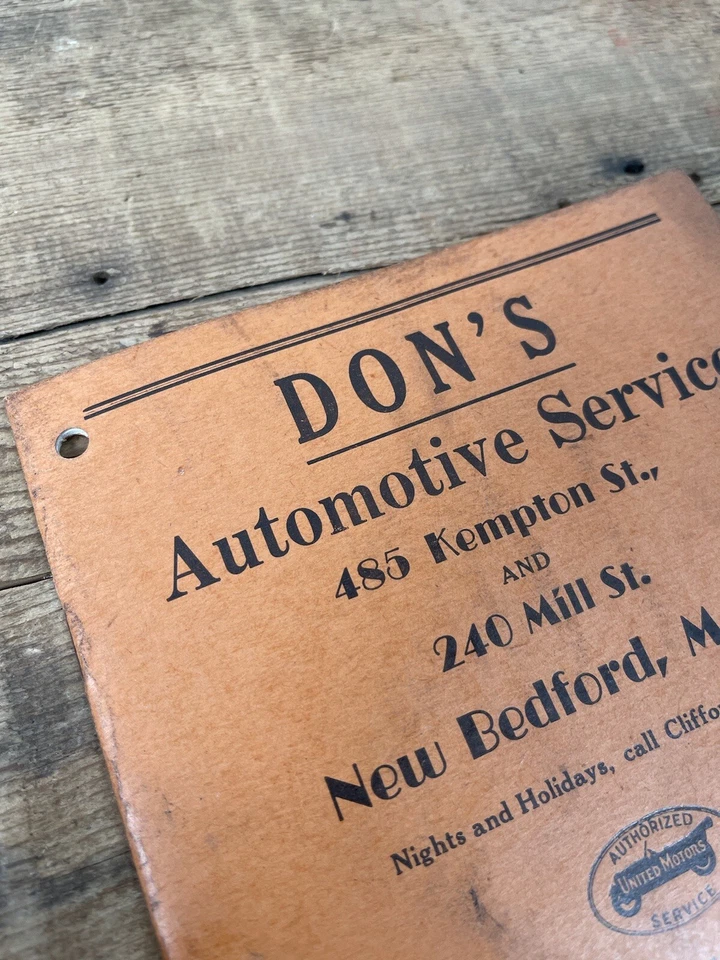 DON'S
Automotive Service
485 Kempton St.,
AND
240 Mill St.
New Bedford, M
Nights and Holidays, call Cliffo
AUTHORIZED
UNITED MOTORS
SERVICE